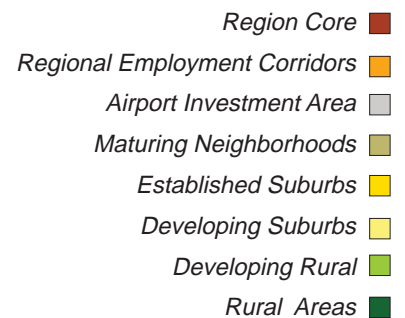 Region Core
Regional Employment Corridors
Airport Investment Area
Maturing Neighborhoods
Established Suburbs
Developing Suburbs
Developing Rural
Rural Areas